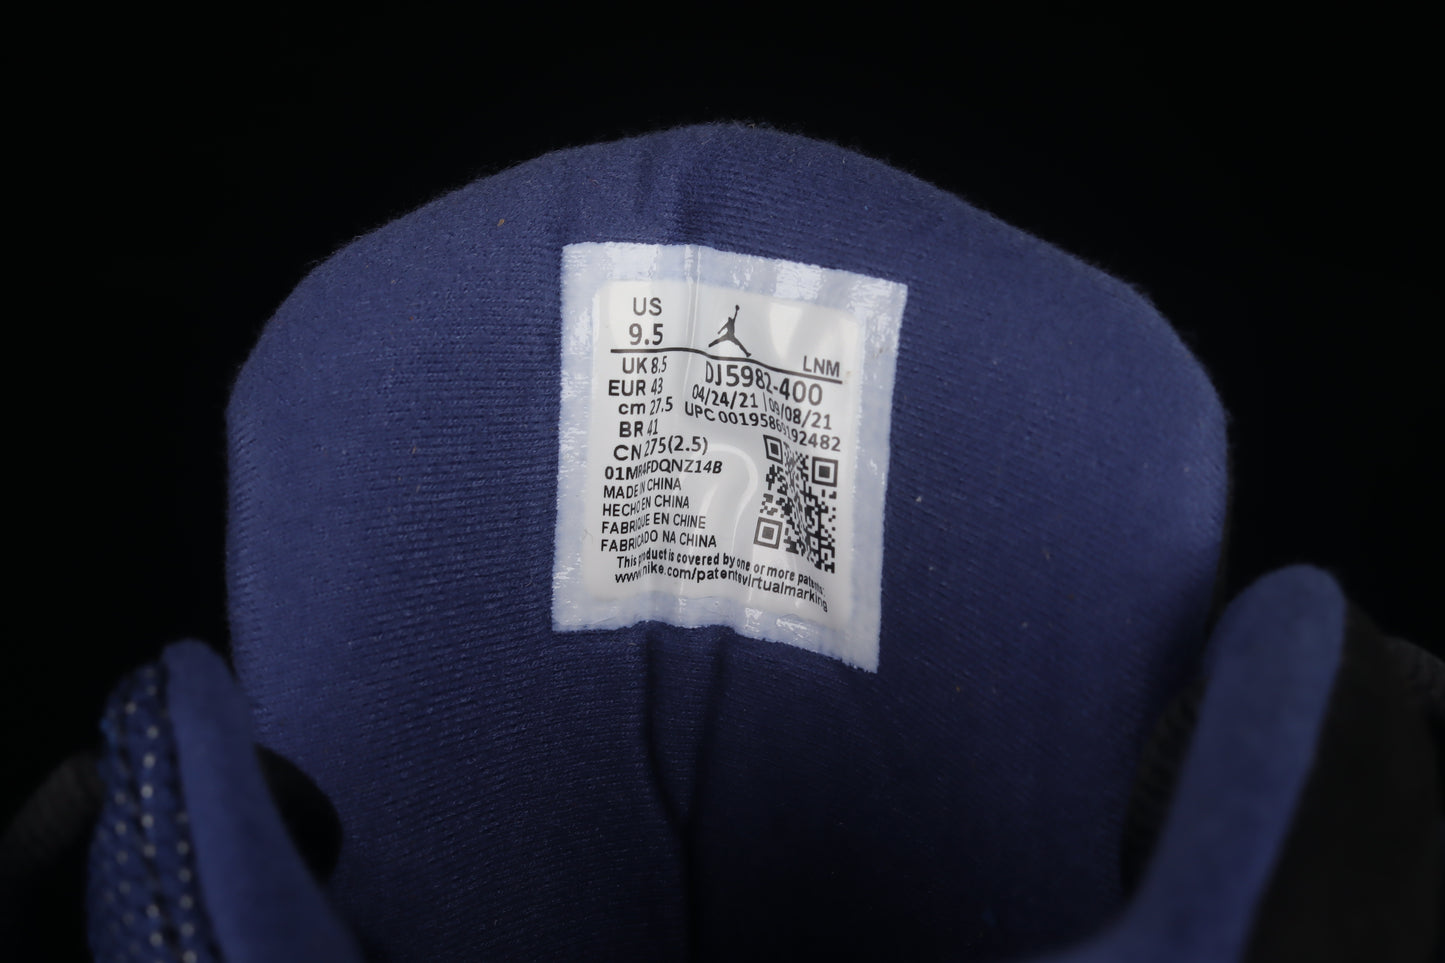 US
9.5
LNM
UK 8.5
EUR 43
cm 27.5
BR 41
CN 275(2.5)
DJ5982-400
04/24/21 | 09/08/21
UPC 00195869192482
MADE IN CHINA
HECHO EN CHINA
FABRIQUE EN CHINE
FABRICADO NA CHINA
This product is covered by one or more patents:
www.nike.com/patentsvirtualmarking